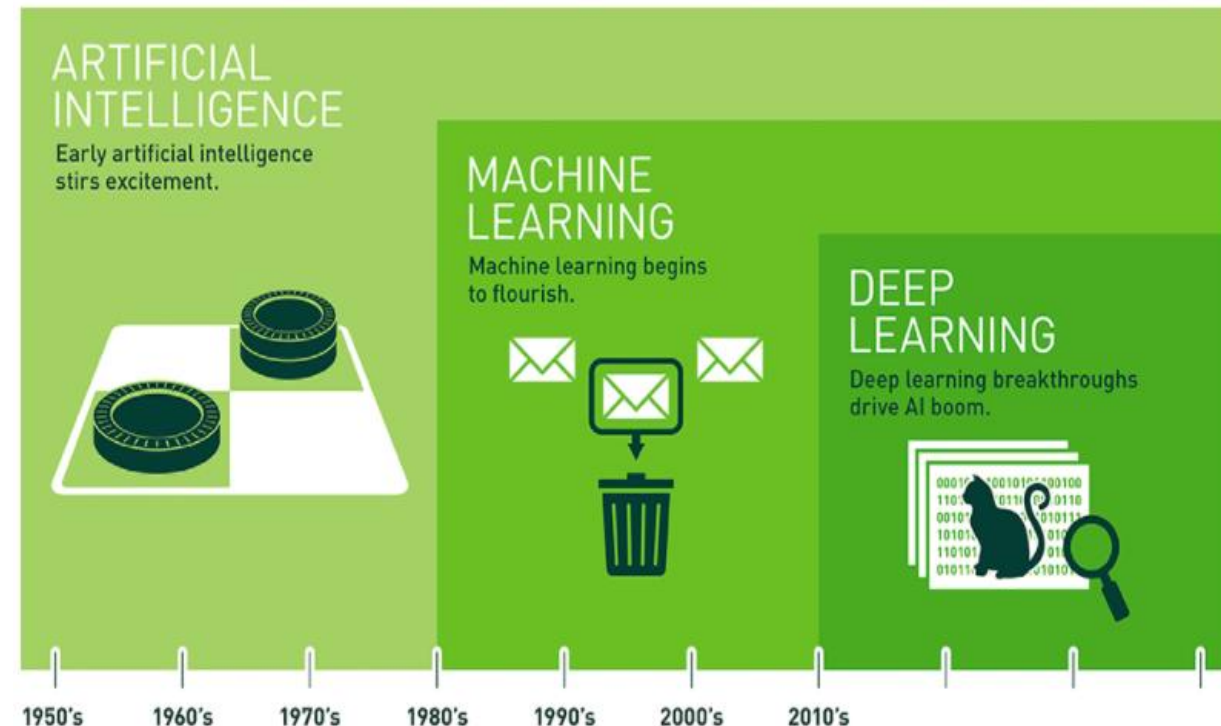 ARTIFICIAL
INTELLIGENCE
Early artificial intelligence
stirs excitement.
MACHINE
LEARNING
Machine learning begins
to flourish.
DEEP
LEARNING
Deep learning breakthroughs
drive AI boom.
1950's 1960's 1970's 1980's 1990's 2000's 2010's